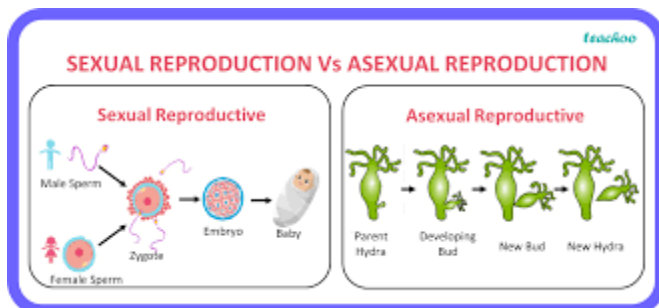 teachoo
SEXUAL REPRODUCTION Vs ASEXUAL REPRODUCTION
Sexual Reproductive
Male Sperm
Female Sperm
Zygote
Embryo
Baby
Asexual Reproductive
Parent
Hydra
Developing
Bud
New Bud
New Hydra